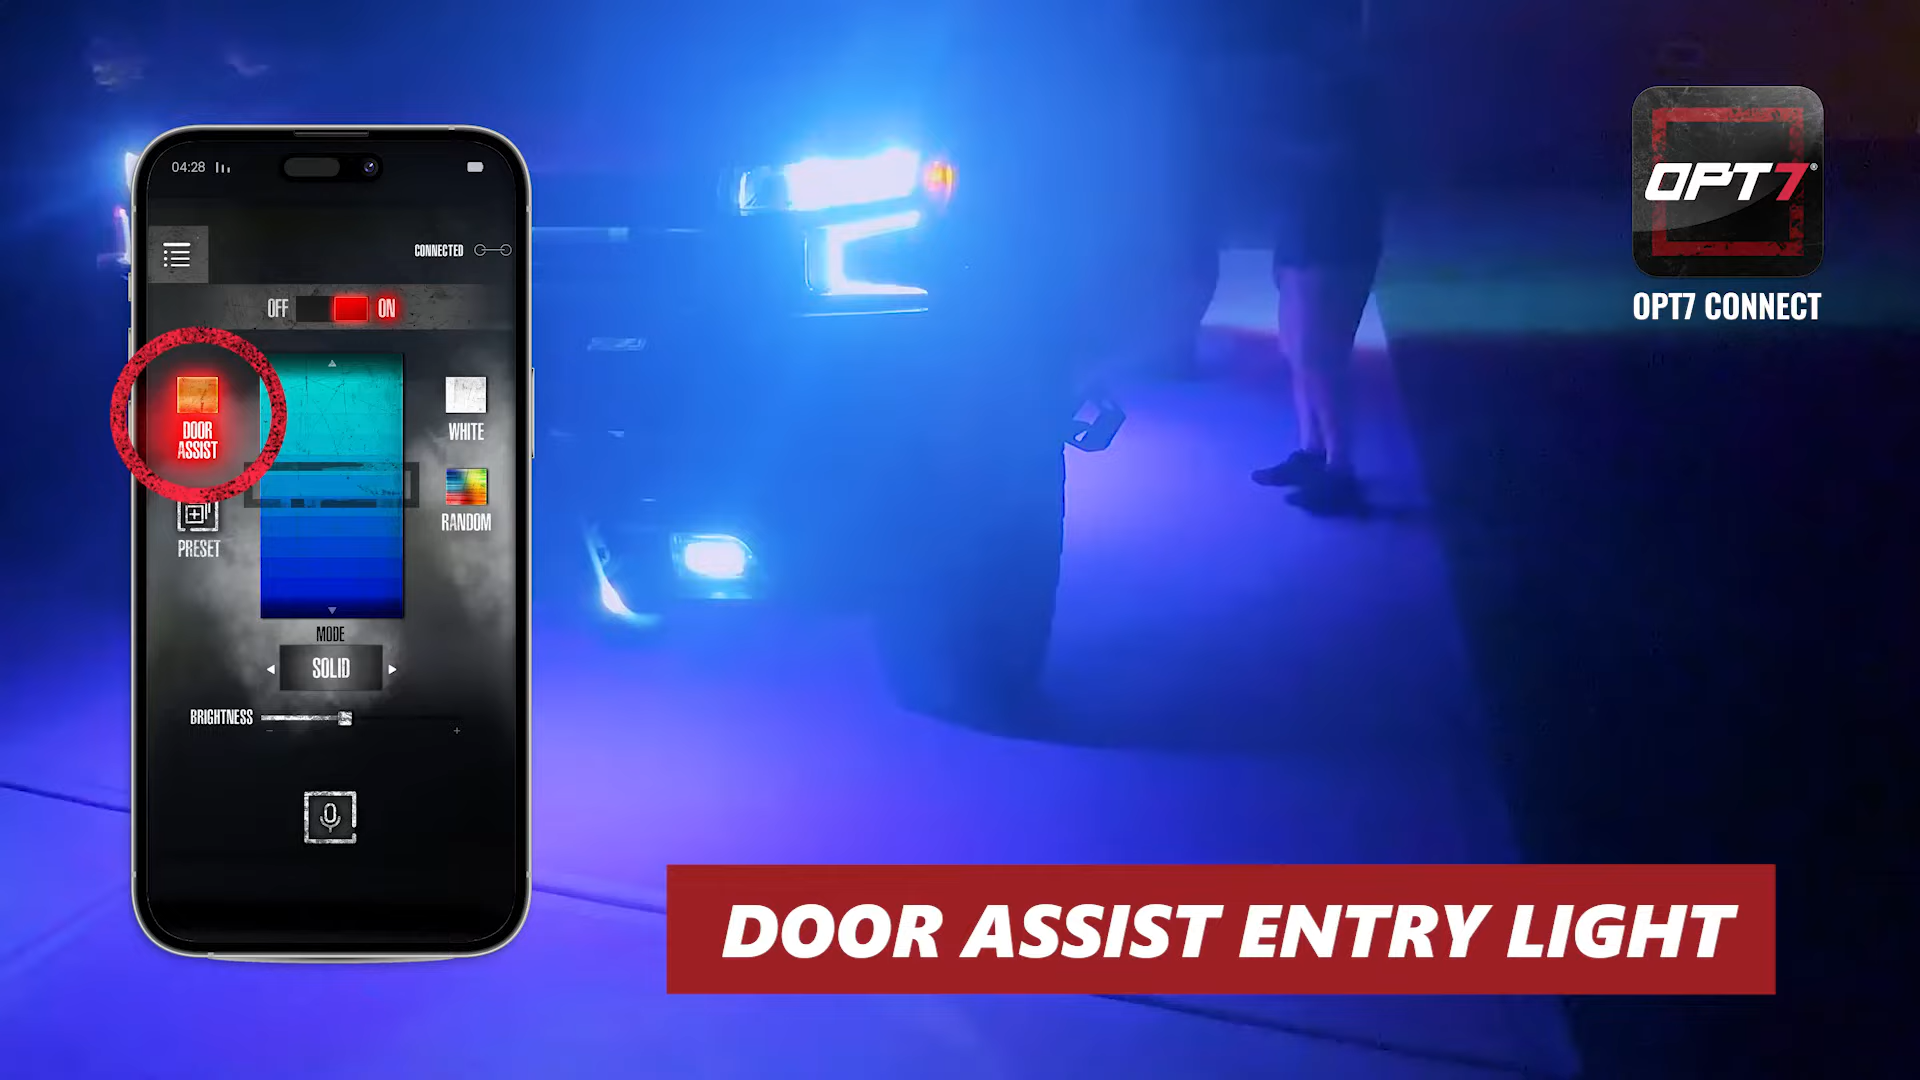 04:28
CONNECTED
OFF ON
DOOR
ASSIST
WHITE
PRESET
RANDOM
MODE
SOLID
BRIGHTNESS
- +
OPT7®
OPT7 CONNECT
DOOR ASSIST ENTRY LIGHT